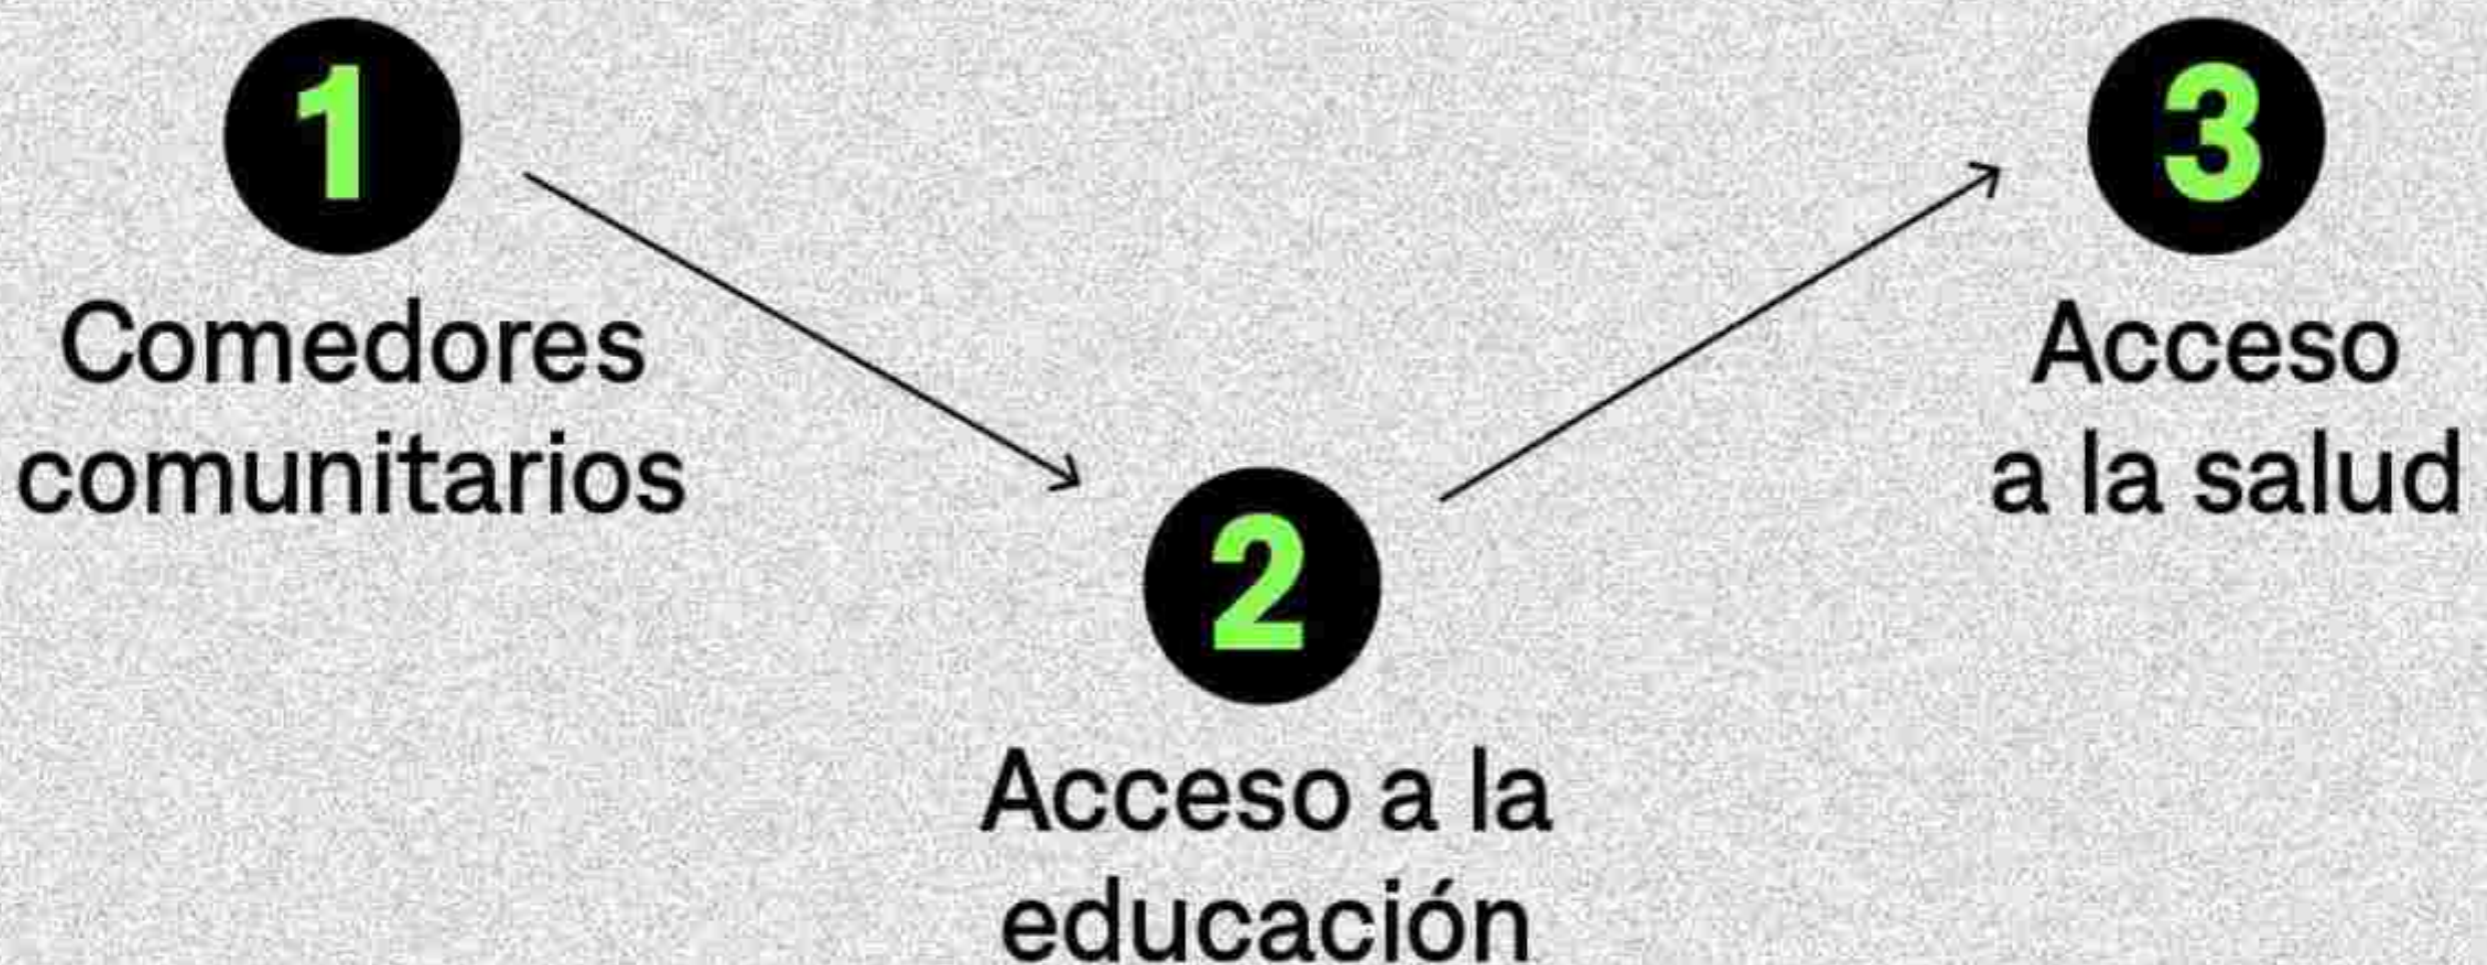 1
Comedores
comunitarios
2
Acceso a la
educación
3
Acceso
a la salud